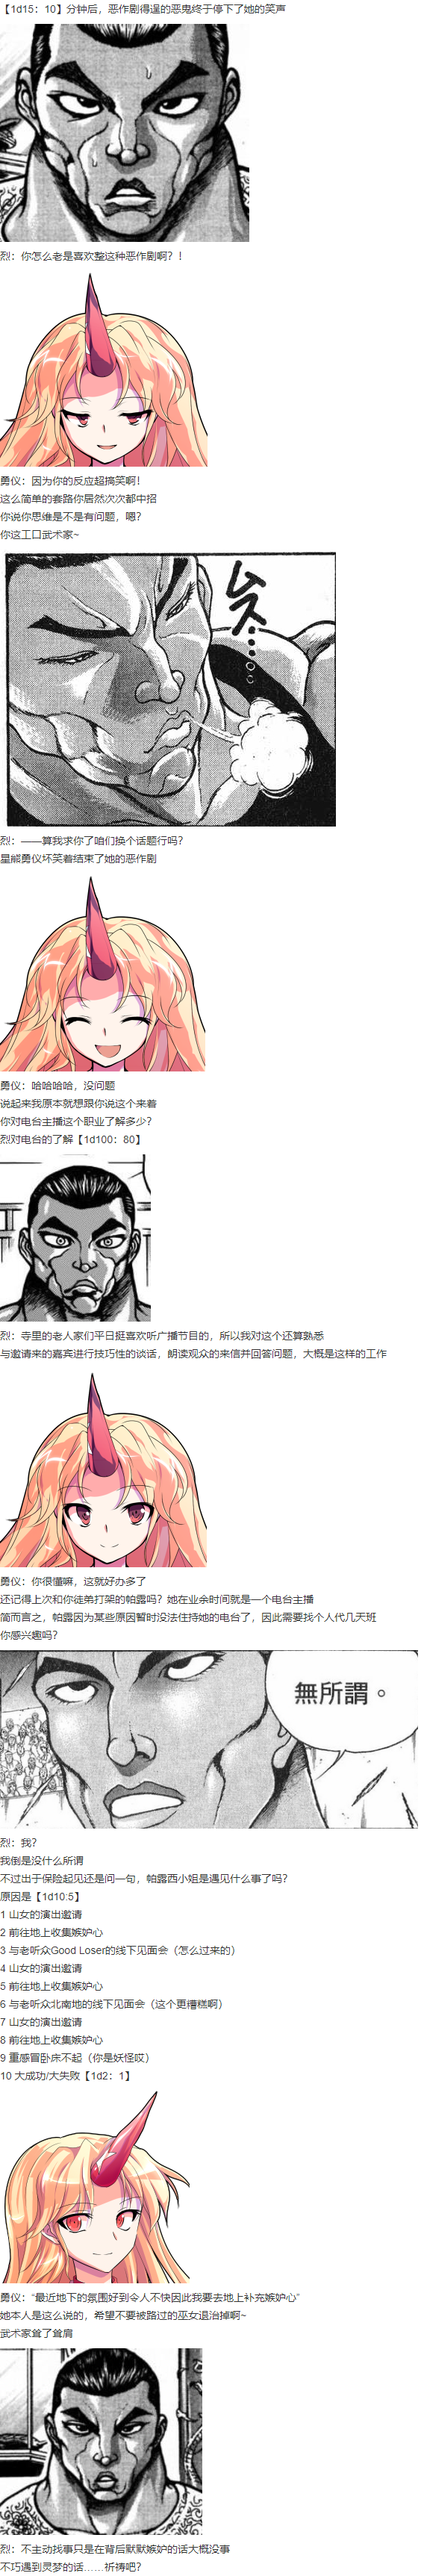 【1d15：10】分钟后，恶作剧得逞的恶鬼终于停下了她的笑声
烈：你怎么老是喜欢整这种恶作剧啊？！
勇仪：因为你的反应超搞笑啊！
这么简单的套路你居然次次都中招
你说你思维是不是有问题，嗯？
你这工口武术家~
ムス…
烈：——算我求你了咱们换个话题行吗？
星熊勇仪坏笑着结束了她的恶作剧
勇仪：哈哈哈哈，没问题
说起来我原本就想跟你说这个来着
你对电台主播这个职业了解多少？
烈对电台的了解【1d100：80】
烈：寺里的老人家们平日挺喜欢听广播节目的，所以我对这个还算熟悉
与邀请来的嘉宾进行技巧性的谈话，朗读观众的来信并回答问题，大概是这样的工作
勇仪：你很懂嘛，这就好办多了
还记得上次和你徒弟打架的帕露吗？她在业余时间就是一个电台主播
简而言之，帕露因为某些原因暂时没法住持她的电台了，因此需要找个人代几天班
你感兴趣吗？
無所謂。
烈：我？
我倒是没什么所谓
不过出于保险起见还是问一句，帕露西小姐是遇见什么事了吗？
原因是【1d10:5】
1 山女的演出邀请
2 前往地上收集嫉妒心
3 与老听众Good Loser的线下见面会（怎么过来的）
4 山女的演出邀请
5 前往地上收集嫉妒心
6 与老听众北南地的线下见面会（这个更糟糕啊）
7 山女的演出邀请
8 前往地上收集嫉妒心
9 重感冒卧床不起（你是妖怪哎）
10 大成功/大失败【1d2：1】
勇仪：“最近地下的氛围好到令人不快因此我要去地上补充嫉妒心”
她本人是这么说的，希望不要被路过的巫女退治掉啊~
武术家耸了耸肩
烈：不主动找事只是在背后默默嫉妒的话大概没事
不巧遇到灵梦的话……祈祷吧？